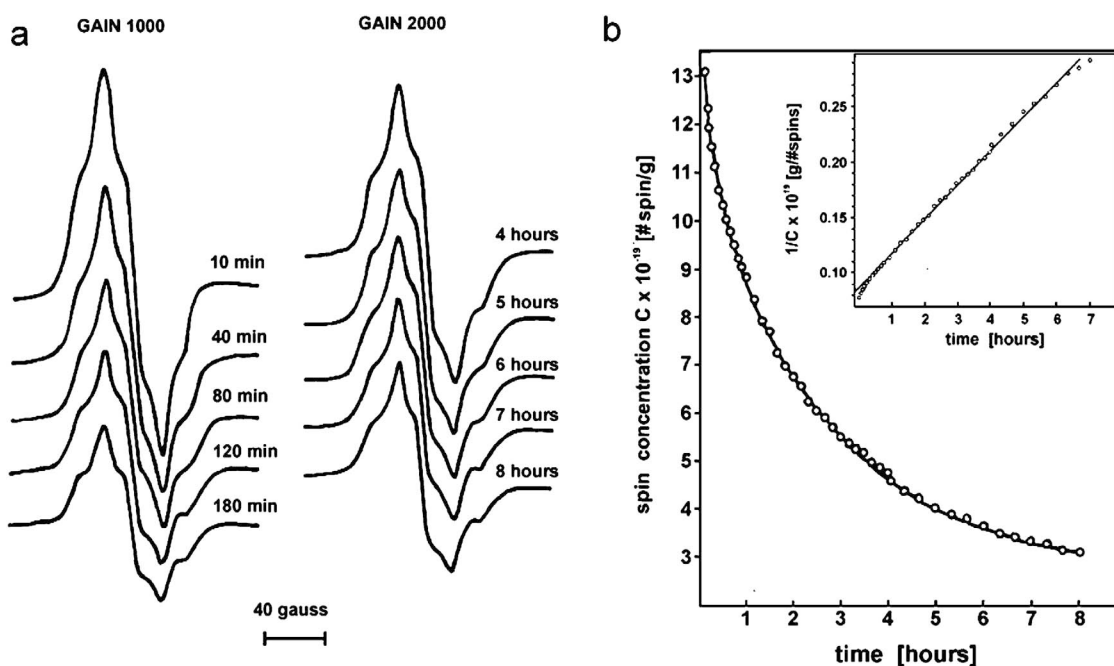 a
GAIN 1000
GAIN 2000
10 min
40 min
80 min
120 min
180 min
4 hours
5 hours
6 hours
7 hours
8 hours
40 gauss
b
spin concentration C x 10⁻¹⁹ [#spin/g]
13
12
11
10
9
8
7
6
5
4
3
1 2 3 4 5 6 7 8
time [hours]
1/C x 10¹⁹ [g/#spins]
0.25
0.20
0.15
0.10
1 2 3 4 5 6 7
time [hours]